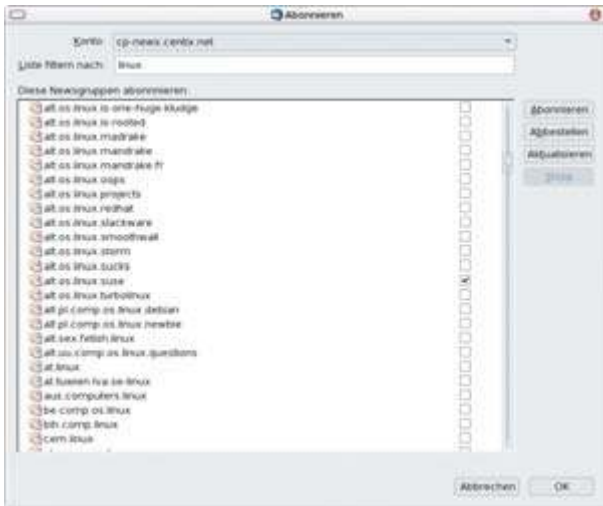 Abonnieren
Konto: cp-news.centix.net
Liste filtern nach: linux
Diese Newsgruppen abonnieren:
alt.os.linux.is-one-huge-kludge
alt.os.linux.is-rooted
alt.os.linux.madrake
alt.os.linux.mandrake
alt.os.linux.mandrake.fr
alt.os.linux.oops
alt.os.linux.projects
alt.os.linux.redhat
alt.os.linux.slackware
alt.os.linux.smoothwall
alt.os.linux.storm
alt.os.linux.sucks
alt.os.linux.suse
alt.os.linux.turbolinux
alt.pl.comp.os.linux.debian
alt.pl.comp.os.linux.newbie
alt.sex.fetish.linux
alt.uu.comp.os.linux.questions
at.linux
aus.computers.linux
be.comp.os.linux
bih.comp.linux
cern.linux
Abonnieren
Abbestellen
Aktualisieren
Stopp
Abbrechen
OK